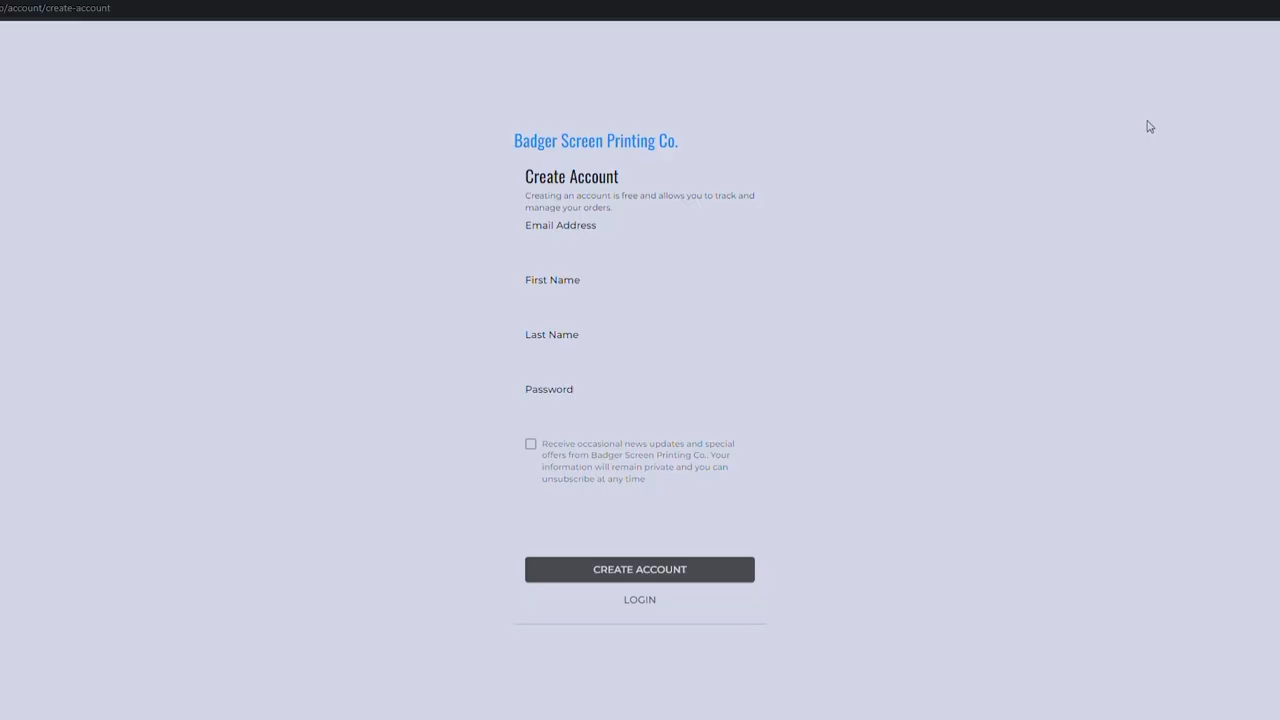 o/account/create-account
Badger Screen Printing Co.
Create Account
Creating an account is free and allows you to track and
manage your orders.
Email Address
First Name
Last Name
Password
Receive occasional news updates and special
offers from Badger Screen Printing Co.. Your
information will remain private and you can
unsubscribe at any time
CREATE ACCOUNT
LOGIN